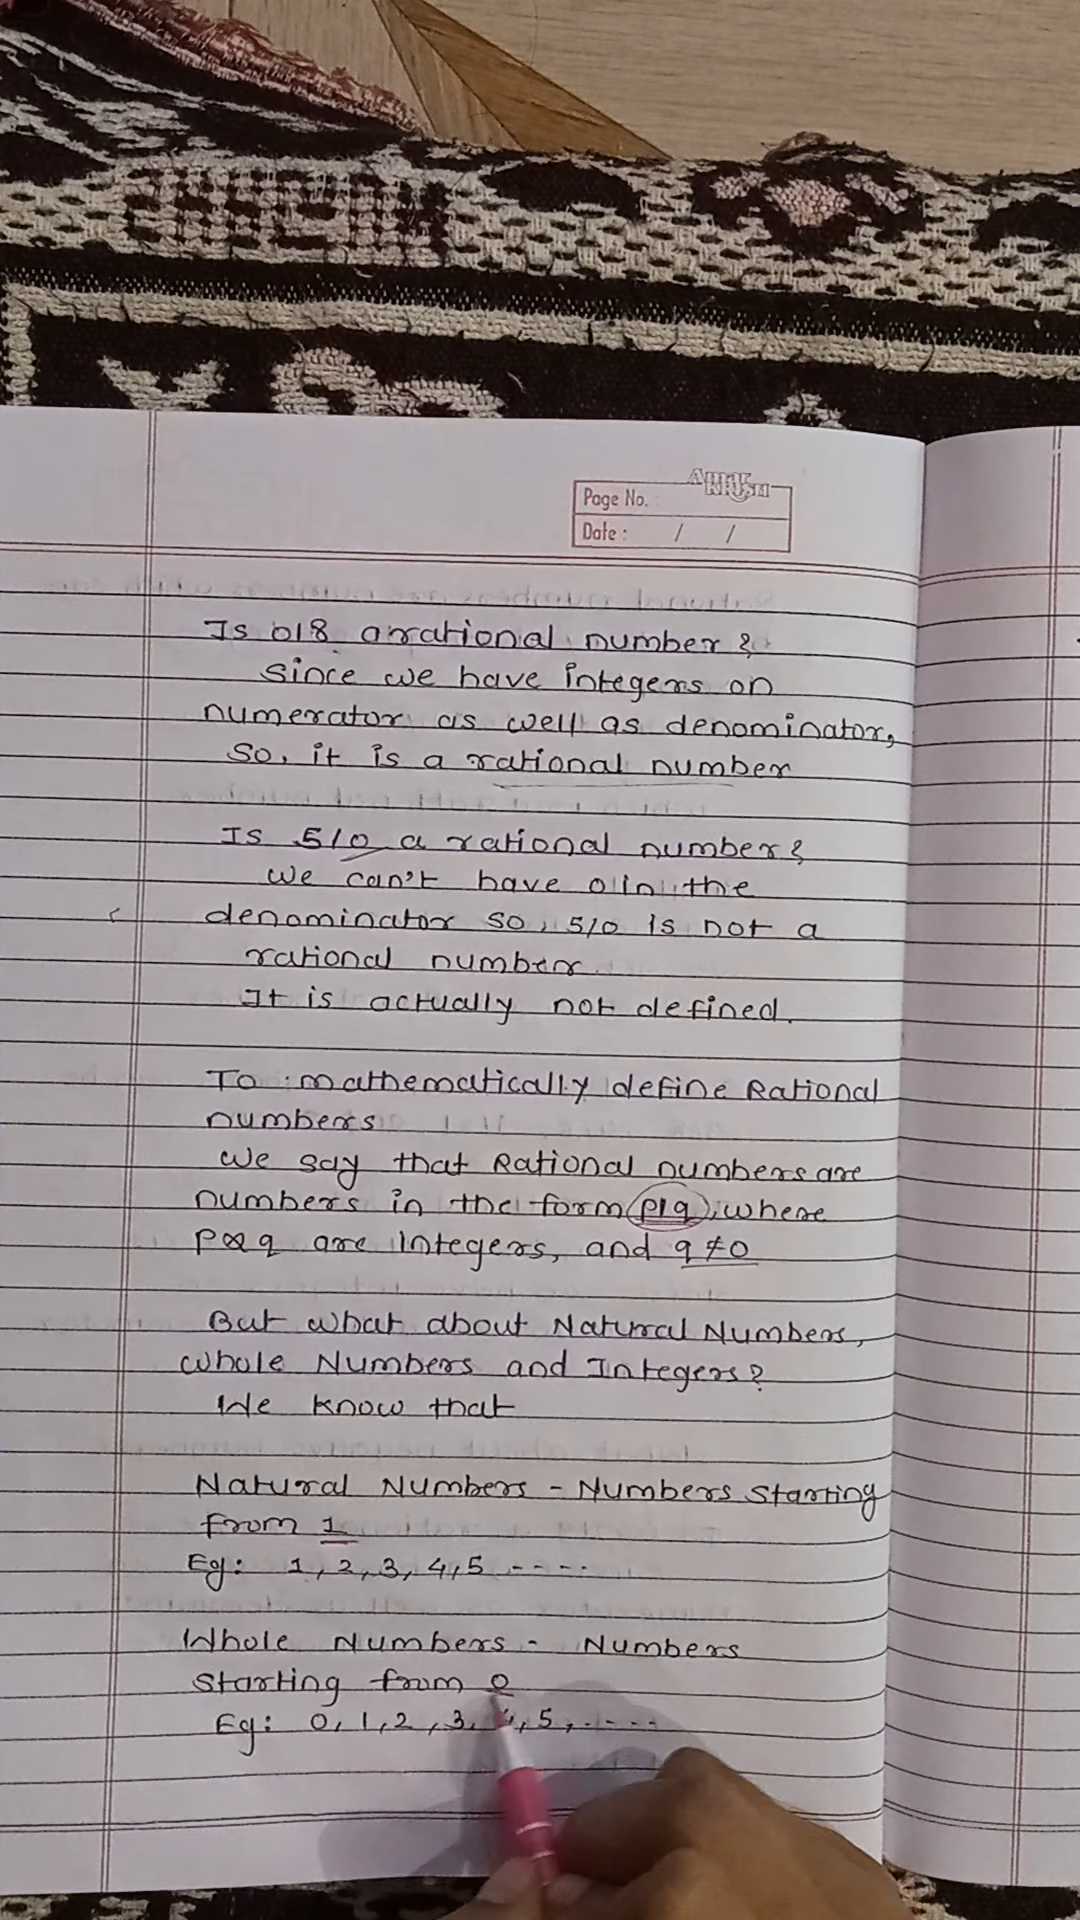 Page No.
Date: / /
Is 0/8 a rational number?
since we have integers on
numerator as well as denominator,
so, it is a rational number
Is 5/0 a rational number?
we can't have 0 in the
denominator so, 5/0 is not a
rational number.
It is actually not defined.
To mathematically define Rational
numbers
We say that Rational numbers are
numbers in the form p/q, where
p & q are integers, and q ≠ 0
But what about Natural Numbers,
Whole Numbers and Integers?
We know that
Natural Numbers - Numbers Starting
from 1
Eg: 1, 2, 3, 4, 5 -----
Whole Numbers - Numbers
Starting from 0
Eg: 0, 1, 2, 3, 4, 5, -----